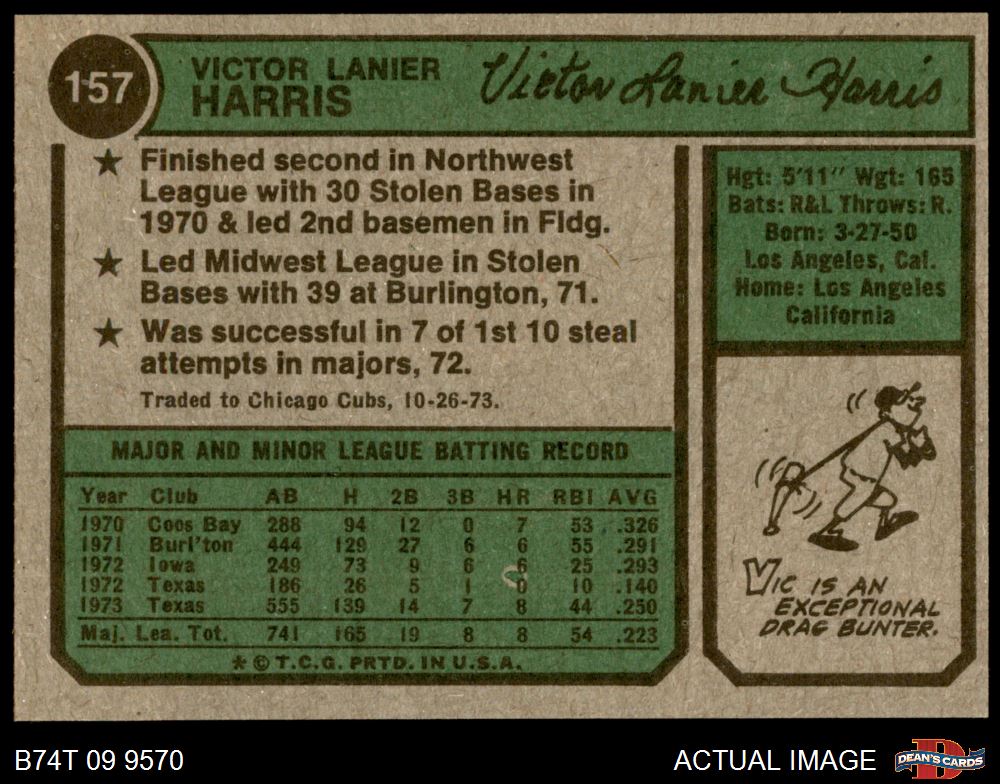 157
VICTOR LANIER
HARRIS
Victor Lanier Harris
★ Finished second in Northwest
League with 30 Stolen Bases in
1970 & led 2nd basemen in Fldg.
★ Led Midwest League in Stolen
Bases with 39 at Burlington, 71.
★ Was successful in 7 of 1st 10 steal
attempts in majors, 72.
Traded to Chicago Cubs, 10-26-73.
Hgt: 5'11" Wgt: 165
Bats: R&L Throws: R.
Born: 3-27-50
Los Angeles, Cal.
Home: Los Angeles
California
MAJOR AND MINOR LEAGUE BATTING RECORD
Year Club AB H 2B 3B HR RBI AVG
1970 Coos Bay 288 94 12 0 7 53 .326
1971 Burl'ton 444 129 27 6 6 55 .291
1972 Iowa 249 73 9 6 6 25 .293
1972 Texas 186 26 5 1 0 10 .140
1973 Texas 555 139 14 7 8 44 .250
Maj. Lea. Tot. 741 165 19 8 8 54 .223
* © T.C.G. PRTD. IN U.S.A.
VIC IS AN
EXCEPTIONAL
DRAG BUNTER.
B74T 09 9570
ACTUAL IMAGE
DEAN'S CARDS